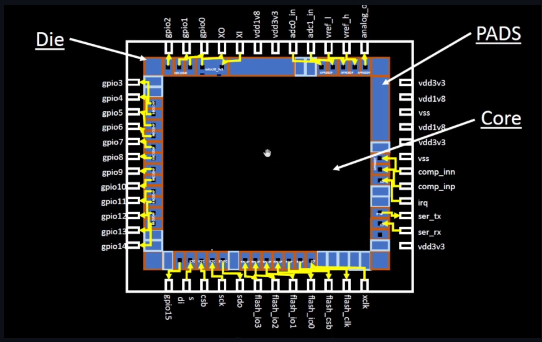 gpio2
gpio1
gpio0
XO
XI
vdd1v8
vdd3v3
adc0_in
adc1_in
vref_l
vref_h
Die
PADS
Core
gpio3
gpio4
gpio5
gpio6
gpio7
gpio8
gpio9
gpio10
gpio11
gpio12
gpio13
gpio14
vdd3v3
vdd1v8
vss
vdd1v8
vdd3v3
vss
comp_inn
comp_inp
irq
ser_tx
ser_rx
vdd3v3
gpio15
di
s
csb
sck
sdo
flash_io3
flash_io2
flash_io1
flash_io0
flash_csb
flash_clk
xclk